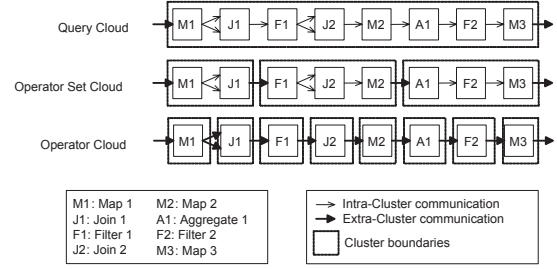 Query Cloud
M1 J1 F1 J2 M2 A1 F2 M3
Operator Set Cloud
M1 J1 F1 J2 M2 A1 F2 M3
Operator Cloud
M1 J1 F1 J2 M2 A1 F2 M3
M1: Map 1 M2: Map 2
J1: Join 1 A1: Aggregate 1
F1: Filter 1 F2: Filter 2
J2: Join 2 M3: Map 3
Intra-Cluster communication
Extra-Cluster communication
Cluster boundaries